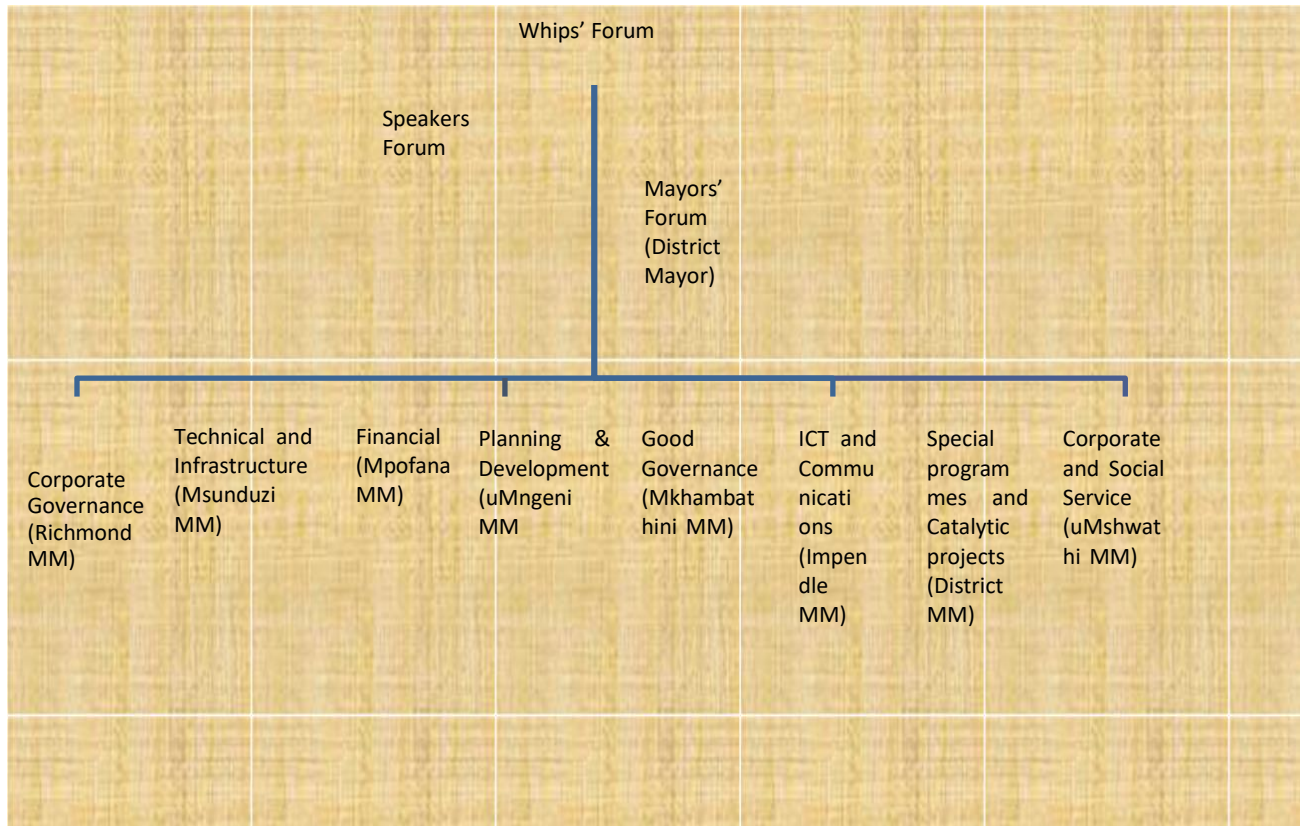 Whips’ Forum
Speakers
Forum
Mayors’
Forum
(District
Mayor)
Corporate
Governance
(Richmond
MM)
Technical and
Infrastructure
(Msunduzi
MM)
Financial
(Mpofana
MM)
Planning &
Development
(uMngeni
MM
Good
Governance
(Mkhambat
hini MM)
ICT and
Commu
nicati
ons
(Impen
dle
MM)
Special
program
mes and
Catalytic
projects
(District
MM)
Corporate
and Social
Service
(uMshwat
hi MM)